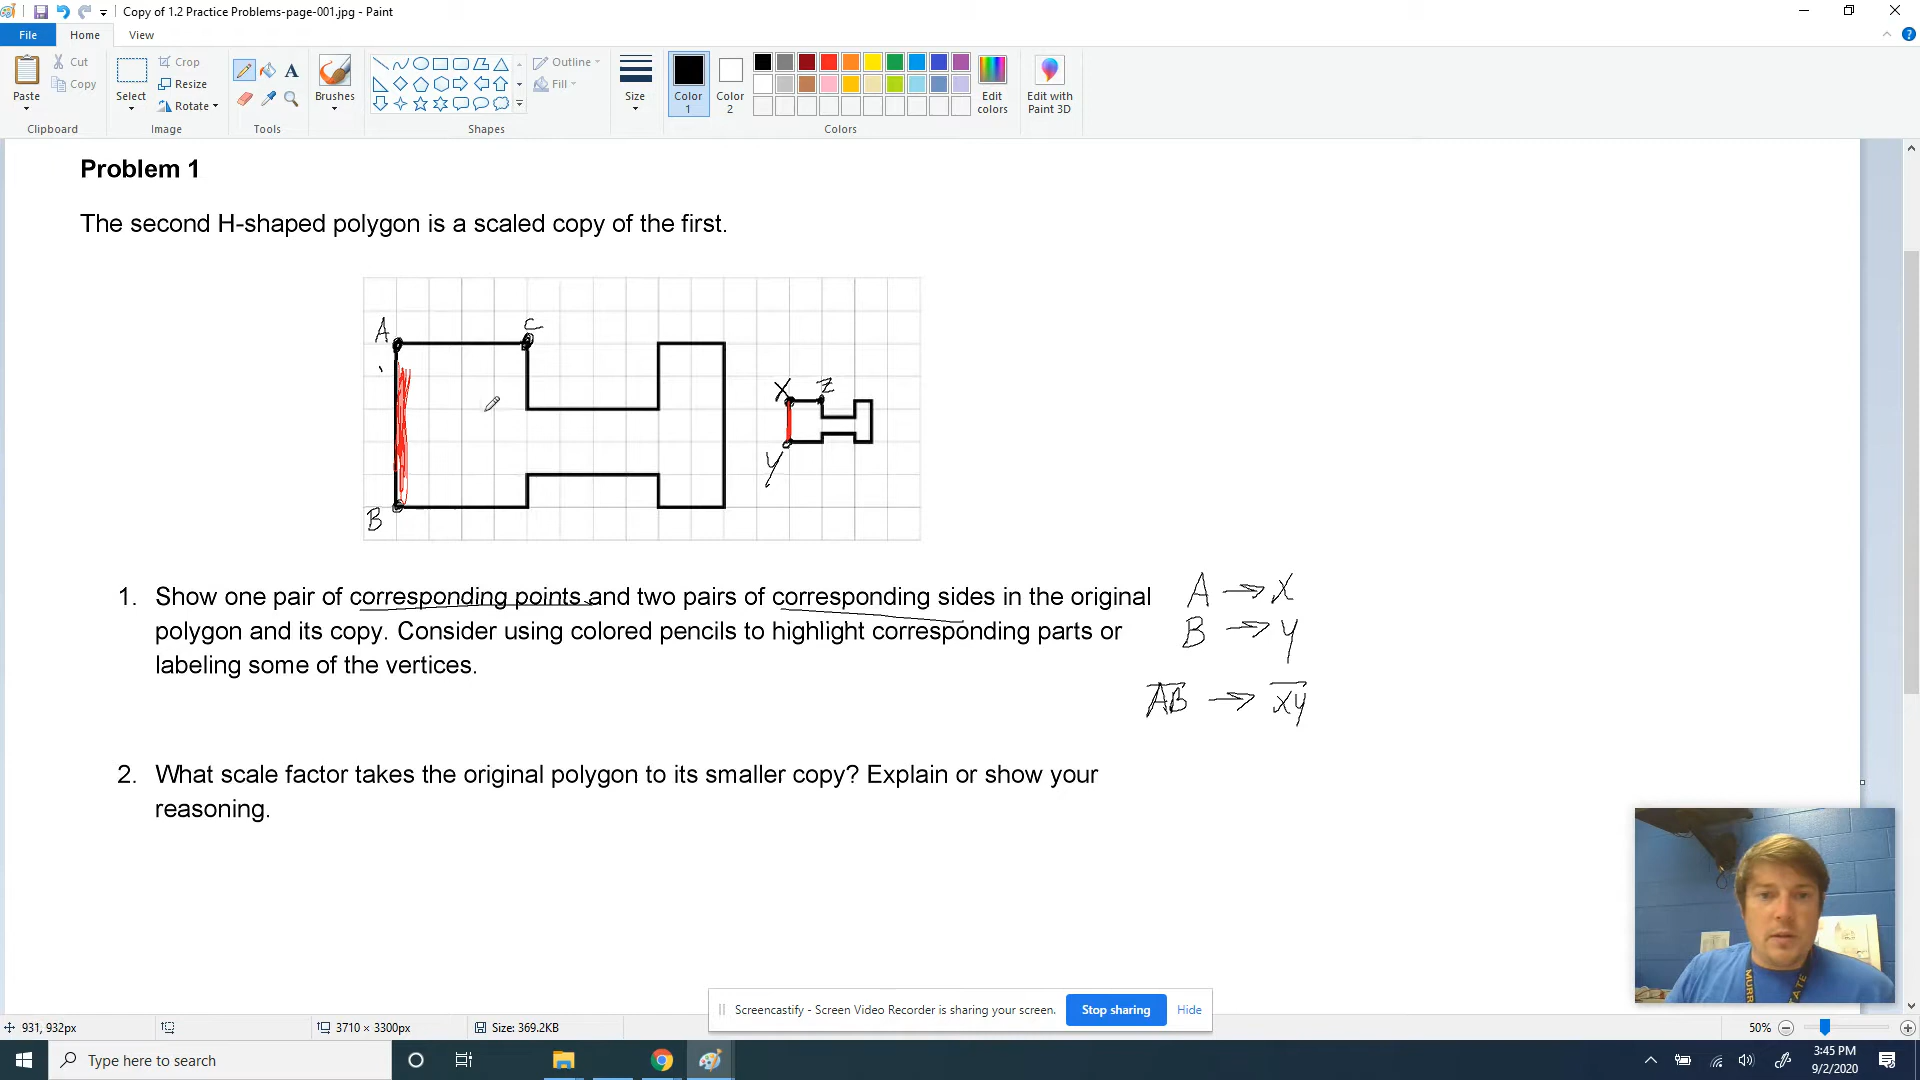 Copy of 1.2 Practice Problems-page-001.jpg - Paint
File Home View
Paste
Cut
Copy
Clipboard
Select
Crop
Resize
Rotate
Image
A
Tools
Brushes
Shapes
Outline
Fill
Size
Color 1
Color 2
Colors
Edit colors
Edit with Paint 3D
Problem 1
The second H-shaped polygon is a scaled copy of the first.
A C
X Z
Y
B
1. Show one pair of corresponding points and two pairs of corresponding sides in the original
polygon and its copy. Consider using colored pencils to highlight corresponding parts or
labeling some of the vertices.
A → X
B → Y
AB → XY
2. What scale factor takes the original polygon to its smaller copy? Explain or show your
reasoning.
MURR
TATE
Screencastify - Screen Video Recorder is sharing your screen. Stop sharing Hide
931, 932px 3710 × 3300px Size: 369.2KB 50%
Type here to search
3:45 PM
9/2/2020